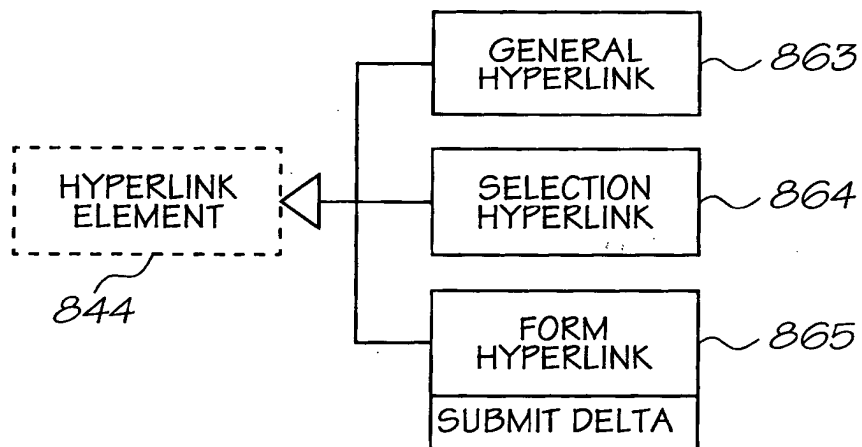 GENERAL
HYPERLINK
863
HYPERLINK
ELEMENT
844
SELECTION
HYPERLINK
864
FORM
HYPERLINK
865
SUBMIT DELTA